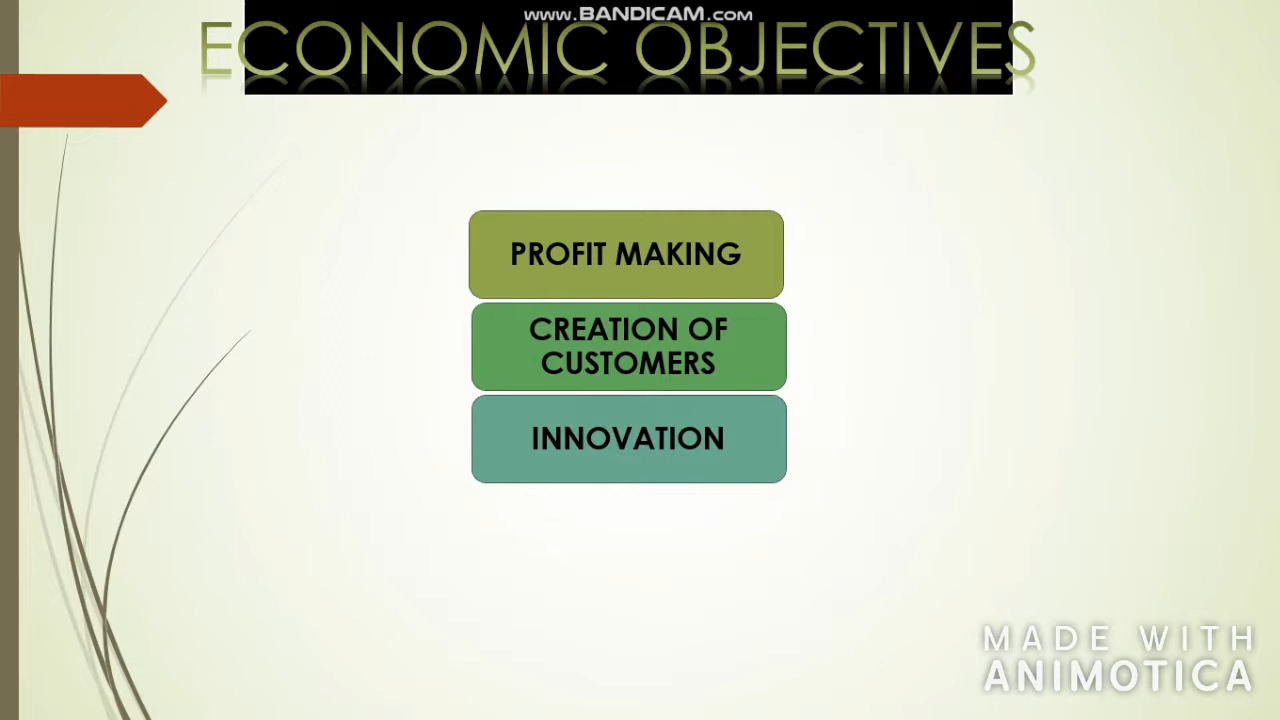 www.BANDICAM.com
ECONOMIC OBJECTIVES
PROFIT MAKING
CREATION OF
CUSTOMERS
INNOVATION
MADE WITH
ANIMOTICA